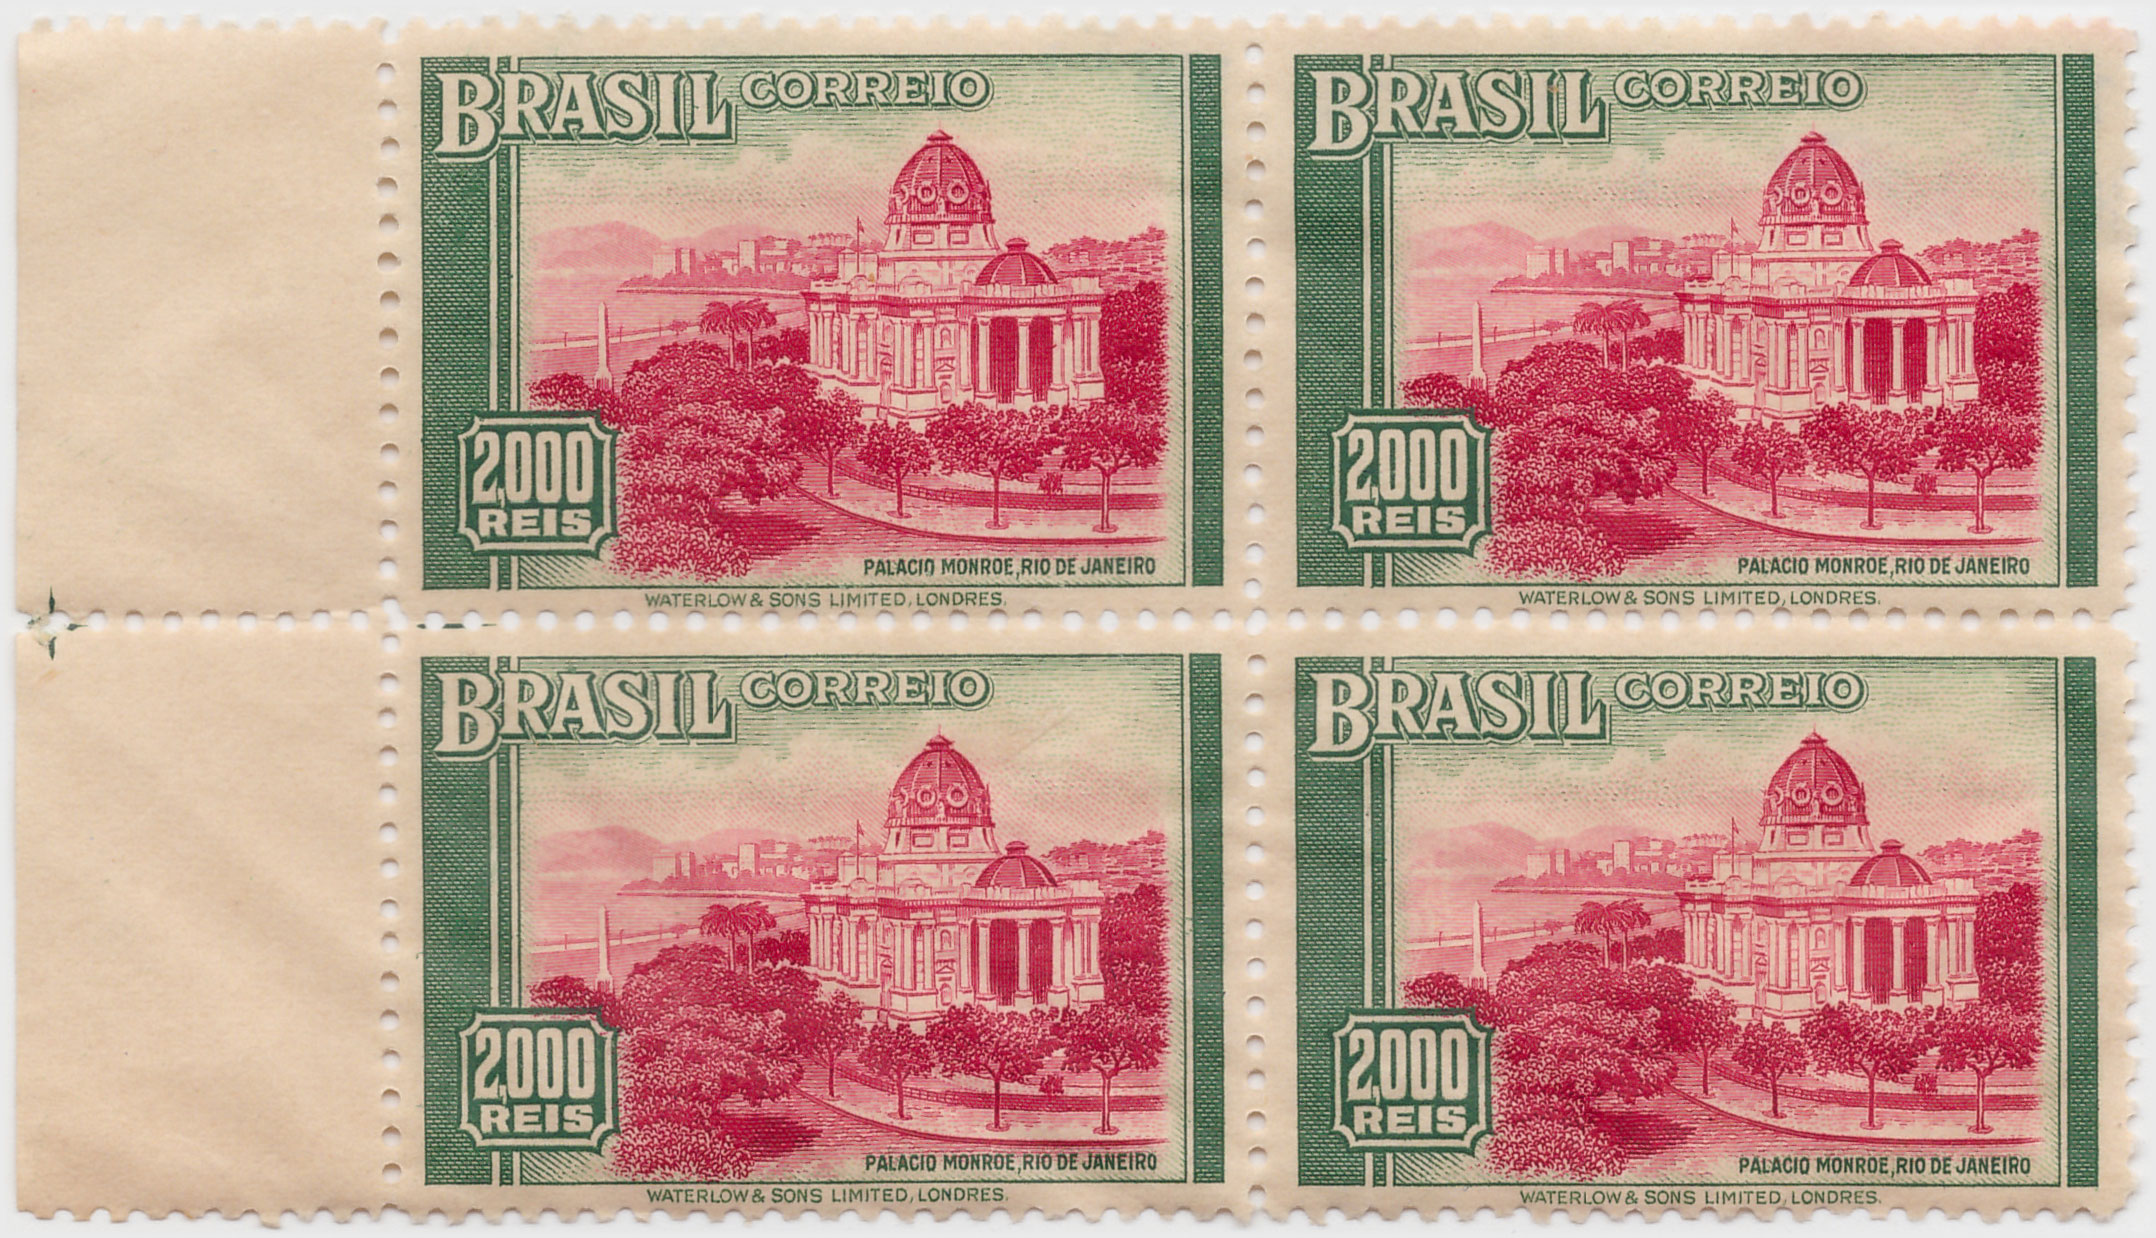 BRASIL CORREIO
2,000
REIS
PALACIO MONROE, RIO DE JANEIRO
WATERLOW & SONS LIMITED, LONDRES.
BRASIL CORREIO
2,000
REIS
PALACIO MONROE, RIO DE JANEIRO
WATERLOW & SONS LIMITED, LONDRES.
BRASIL CORREIO
2,000
REIS
PALACIO MONROE, RIO DE JANEIRO
WATERLOW & SONS LIMITED, LONDRES.
BRASIL CORREIO
2,000
REIS
PALACIO MONROE, RIO DE JANEIRO
WATERLOW & SONS LIMITED, LONDRES.